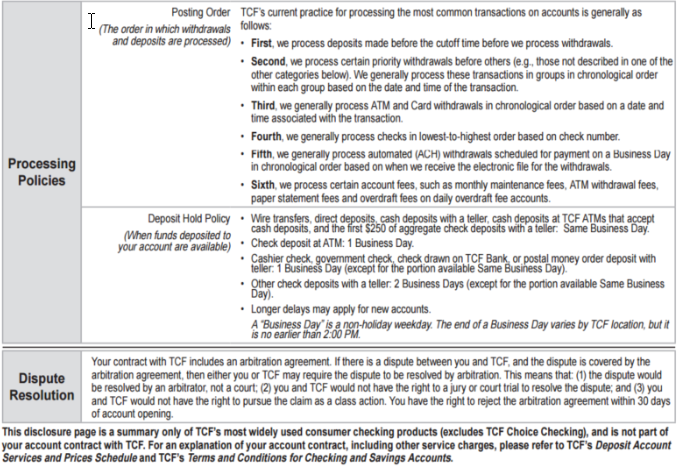 Posting Order
(The order in which withdrawals
and deposits are processed)
TCF's current practice for processing the most common transactions on accounts is generally as
follows:
• First, we process deposits made before the cutoff time before we process withdrawals.
• Second, we process certain priority withdrawals before others (e.g., those not described in one of the
other categories below). We generally process these transactions in groups in chronological order
within each group based on the date and time of the transaction.
• Third, we generally process ATM and Card withdrawals in chronological order based on a date and
time associated with the transaction.
• Fourth, we generally process checks in lowest-to-highest order based on check number.
• Fifth, we generally process automated (ACH) withdrawals scheduled for payment on a Business Day
in chronological order based on when we receive the electronic file for the withdrawals.
• Sixth, we process certain account fees, such as monthly maintenance fees, ATM withdrawal fees,
paper statement fees and overdraft fees on daily overdraft fee accounts.
Processing
Policies
Deposit Hold Policy
(When funds deposited to
your account are available)
• Wire transfers, direct deposits, cash deposits with a teller, cash deposits at TCF ATMs that accept
cash deposits, and the first $250 of aggregate check deposits with a teller: Same Business Day.
• Check deposit at ATM: 1 Business Day.
• Cashier check, government check, check drawn on TCF Bank, or postal money order deposit with
teller: 1 Business Day (except for the portion available Same Business Day).
• Other check deposits with a teller: 2 Business Days (except for the portion available Same Business
Day).
• Longer delays may apply for new accounts.
A "Business Day" is a non-holiday weekday. The end of a Business Day varies by TCF location, but it
is no earlier than 2:00 PM.
Dispute
Resolution
Your contract with TCF includes an arbitration agreement. If there is a dispute between you and TCF, and the dispute is covered by the
arbitration agreement, then either you or TCF may require the dispute to be resolved by arbitration. This means that: (1) the dispute would
be resolved by an arbitrator, not a court; (2) you and TCF would not have the right to a jury or court trial to resolve the dispute; and (3) you
and TCF would not have the right to pursue the claim as a class action. You have the right to reject the arbitration agreement within 30 days
of account opening.
This disclosure page is a summary only of TCF's most widely used consumer checking products (excludes TCF Choice Checking), and is not part of
your account contract with TCF. For an explanation of your account contract, including other service charges, please refer to TCF's Deposit Account
Services and Prices Schedule and TCF's Terms and Conditions for Checking and Savings Accounts.